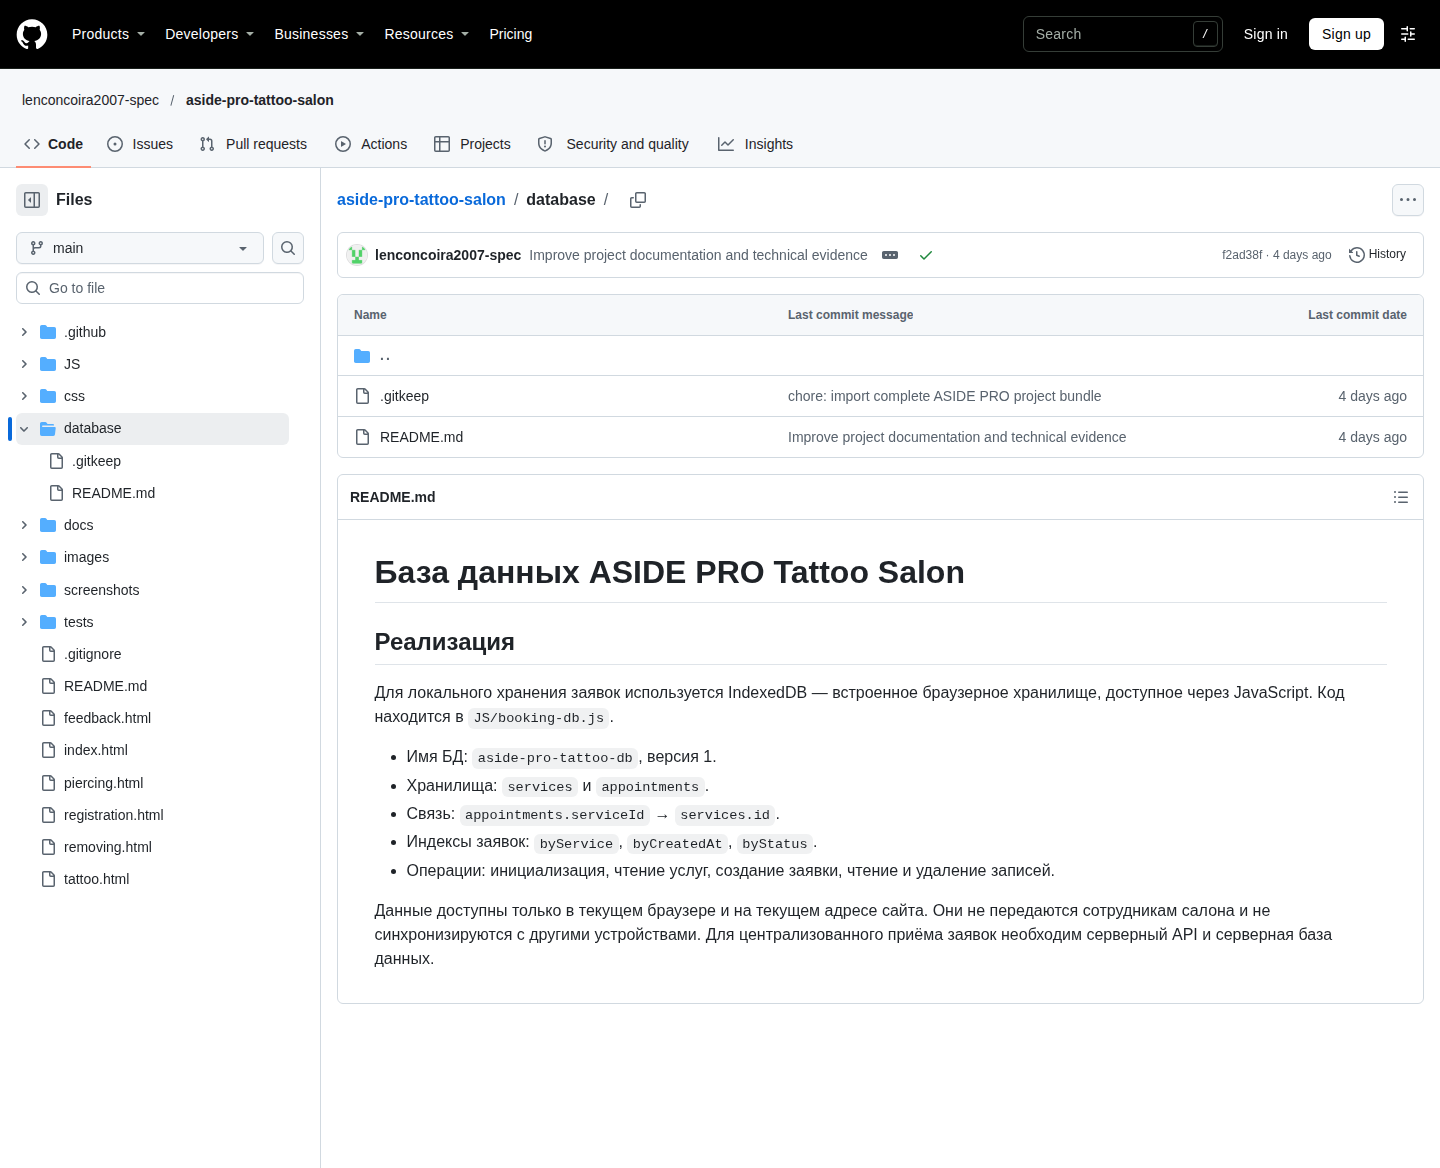 Products Developers Businesses Resources Pricing Search / Sign in Sign up
lenconcoira2007-spec / aside-pro-tattoo-salon
Code Issues Pull requests Actions Projects Security and quality Insights
Files
main
Go to file
.github
JS
css
database
.gitkeep
README.md
docs
images
screenshots
tests
.gitignore
README.md
feedback.html
index.html
piercing.html
registration.html
removing.html
tattoo.html
aside-pro-tattoo-salon / database /
lenconcoira2007-spec Improve project documentation and technical evidence f2ad38f · 4 days ago History
Name Last commit message Last commit date
..
.gitkeep chore: import complete ASIDE PRO project bundle 4 days ago
README.md Improve project documentation and technical evidence 4 days ago
README.md
База данных ASIDE PRO Tattoo Salon
Реализация
Для локального хранения заявок используется IndexedDB — встроенное браузерное хранилище, доступное через JavaScript. Код
находится в JS/booking-db.js.
• Имя БД: aside-pro-tattoo-db, версия 1.
• Хранилища: services и appointments.
• Связь: appointments.serviceId → services.id.
• Индексы заявок: byService, byCreatedAt, byStatus.
• Операции: инициализация, чтение услуг, создание заявки, чтение и удаление записей.
Данные доступны только в текущем браузере и на текущем адресе сайта. Они не передаются сотрудникам салона и не
синхронизируются с другими устройствами. Для централизованного приёма заявок необходим серверный API и серверная база
данных.